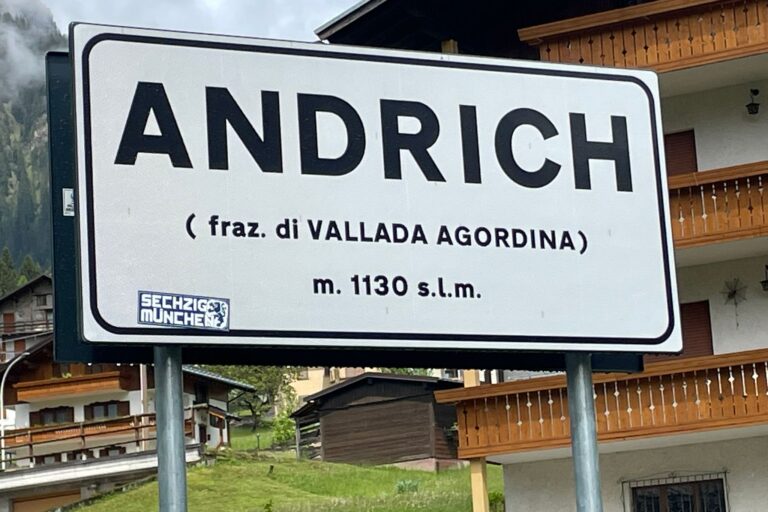 ANDRICH
( fraz. di VALLADA AGORDINA)
m. 1130 s.l.m.
SECHZIG
MÜNCHEN